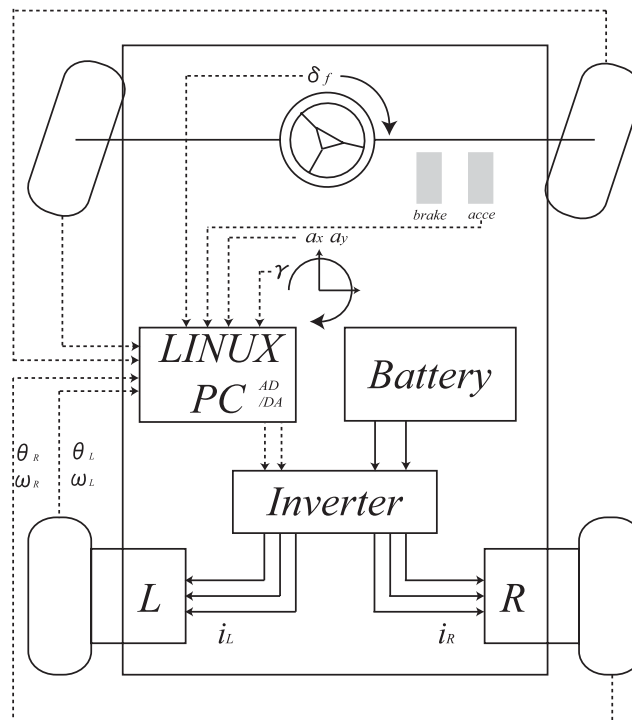 δf
brake acce
ax ay
γ
LINUX
PC AD
/DA
Battery
θR θL
ωR ωL
Inverter
L R
iL iR